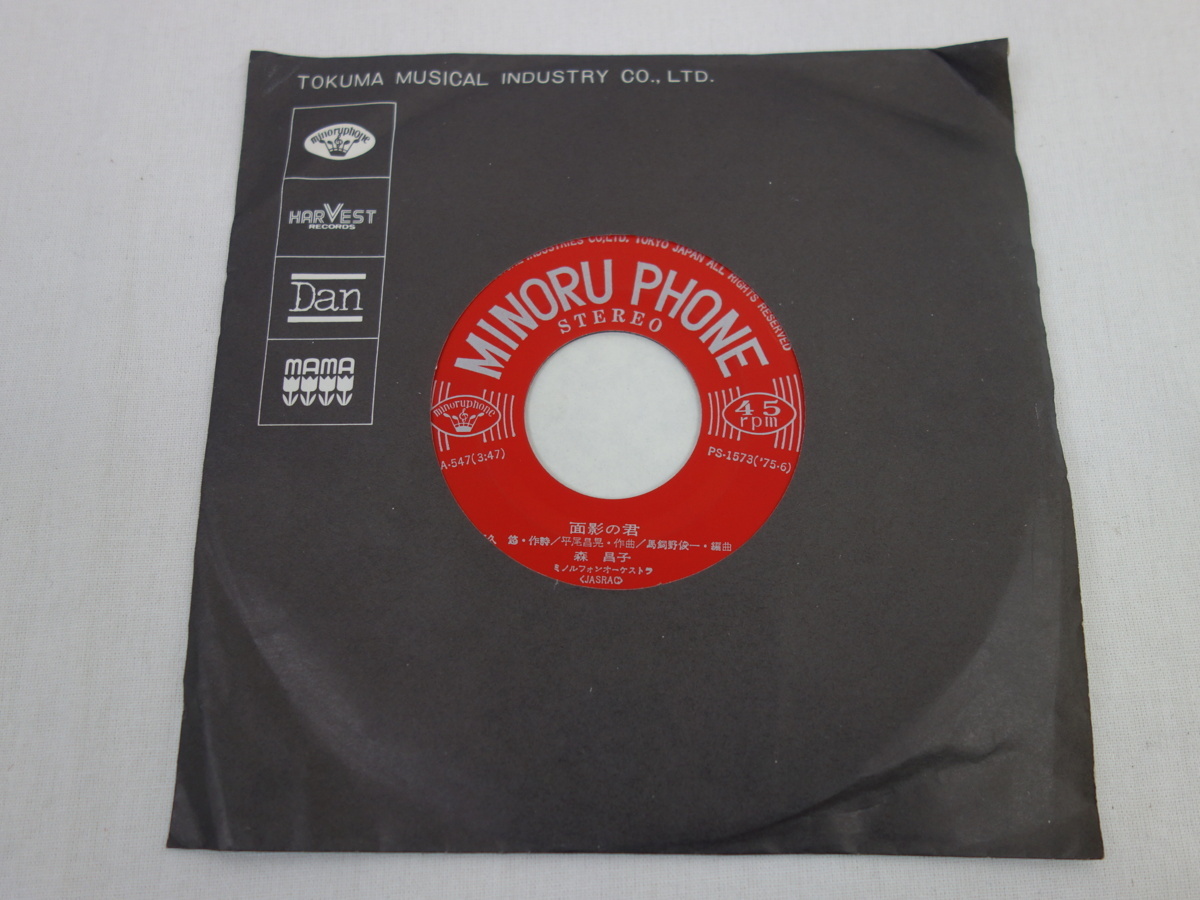 TOKUMA MUSICAL INDUSTRY CO., LTD.
minoruphone
HARVEST
RECORDS
Dan
MAMA
INDUSTRIES CO,LTD. TOKYO JAPAN ALL RIGHTS RESERVED
MINORU PHONE
STEREO
minoruphone
45
rpm
A-547(3:47)
PS-1573('75·6)
面影の君
悠・作詩/平尾昌晃・作曲/馬飼野俊一・編曲
森 昌子
ミノルフォンオーケストラ
<JASRAC>